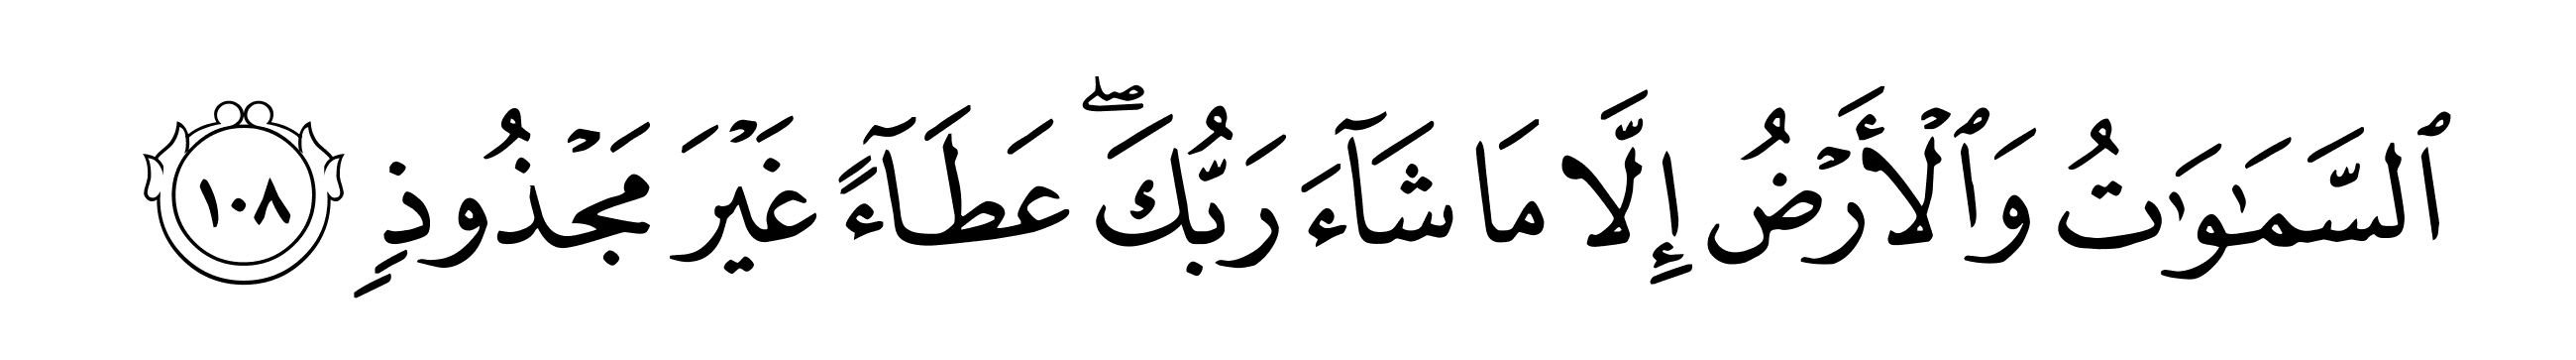 ٱلسَّمَٰوَٰتُ وَٱلۡأَرۡضُ إِلَّا مَا شَآءَ رَبُّكَۖ عَطَآءً غَيۡرَ مَجۡذُوذٖ ١٠٨